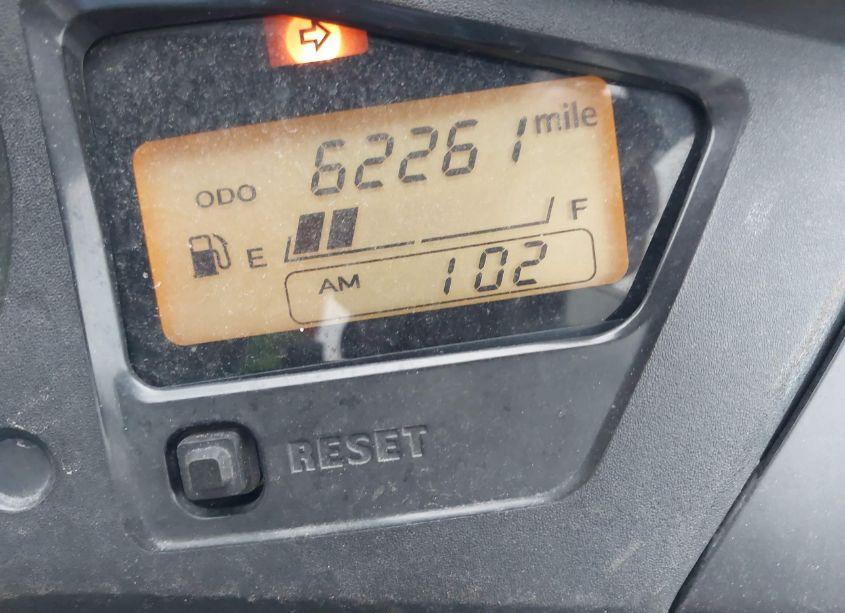 62261 mile
ODO
E F
AM 102
RESET